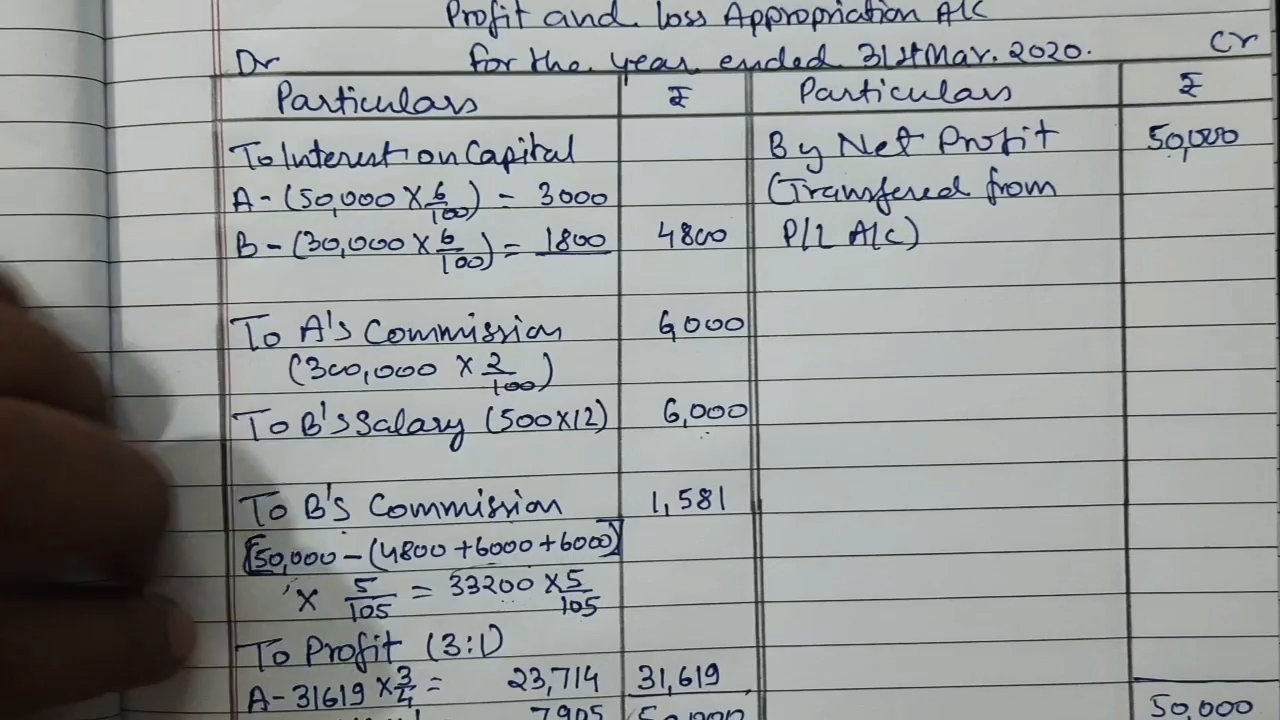 Profit and loss Appropriation A/C
for the year ended 31st Mar. 2020.
Dr Cr
Particulars ₹ Particulars ₹
To Interest on Capital By Net Profit 50,000
A - (50,000 × 6/100) = 3000 (Transfered from
B - (30,000 × 6/100) = 1800 4800 P/L A/C)
To A's Commission 6,000
(300,000 × 2/100)
To B's Salary (500×12) 6,000
To B's Commission 1,581
[50,000 - (4800 + 6000 + 6000)]
× 5/105 = 33200 × 5/105
To Profit (3:1)
A - 31619 × 3/4 = 23,714 31,619
7905 50,000 50,000